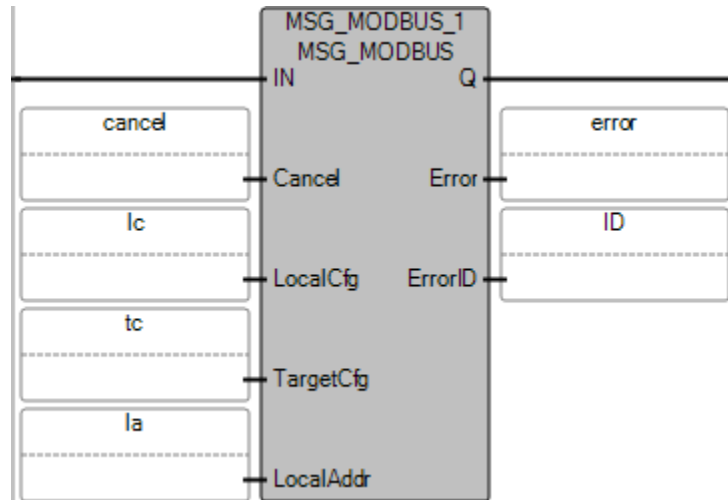 MSG_MODBUS_1
MSG_MODBUS
IN Q
cancel error
Cancel Error
lc ID
LocalCfg ErrorID
tc
TargetCfg
la
LocalAddr